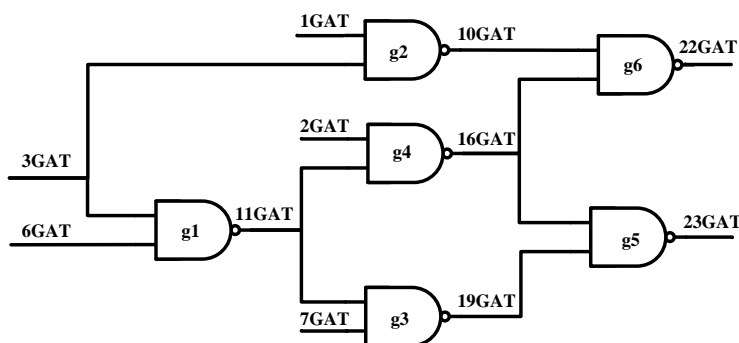 1GAT
10GAT
22GAT
g2
g6
2GAT
16GAT
g4
3GAT
11GAT
6GAT
g1
23GAT
g5
19GAT
7GAT
g3